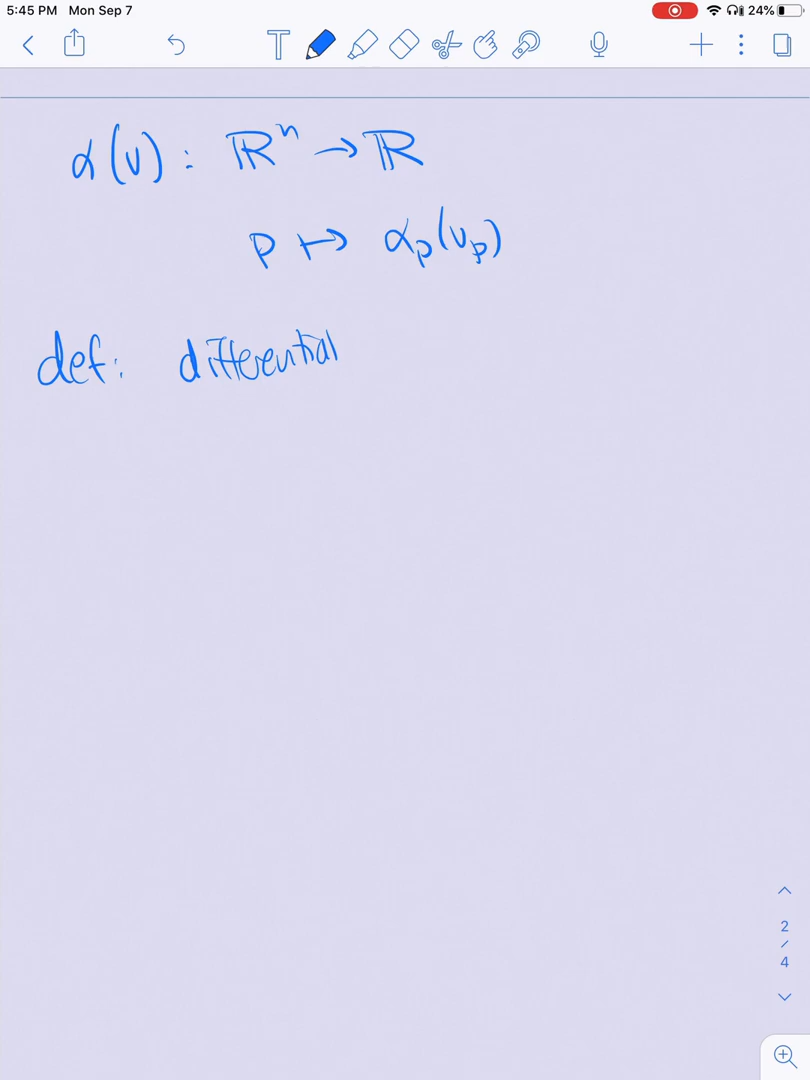 5:45 PM Mon Sep 7 24%
T
α(v) : ℝⁿ → ℝ
p ↦ αₚ(vₚ)
def: differential
2
/
4